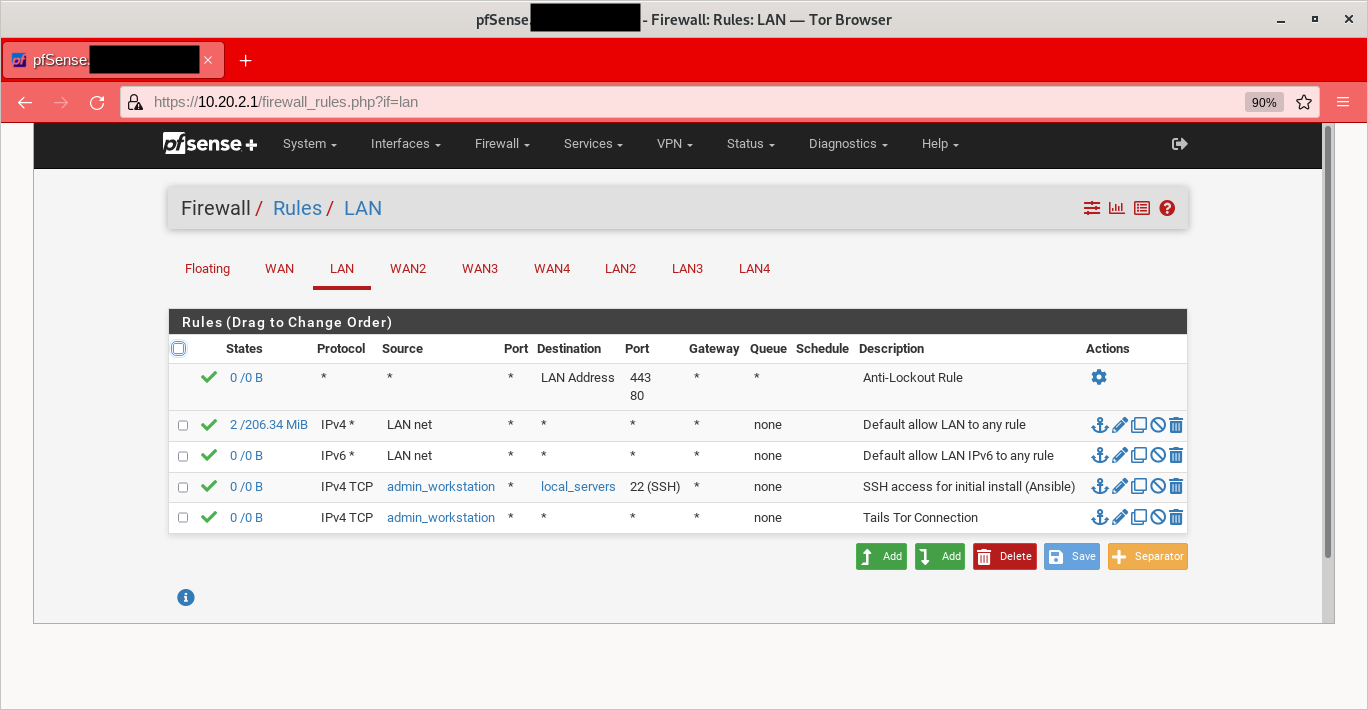 pfSense. - Firewall: Rules: LAN — Tor Browser
pfSense.
https://10.20.2.1/firewall_rules.php?if=lan 90%
pfsense+ System Interfaces Firewall Services VPN Status Diagnostics Help
Firewall / Rules / LAN
Floating WAN LAN WAN2 WAN3 WAN4 LAN2 LAN3 LAN4
Rules (Drag to Change Order)
States Protocol Source Port Destination Port Gateway Queue Schedule Description Actions
0 /0 B * * * LAN Address 443 * * Anti-Lockout Rule
80
2 /206.34 MiB IPv4 * LAN net * * * * none Default allow LAN to any rule
0 /0 B IPv6 * LAN net * * * * none Default allow LAN IPv6 to any rule
0 /0 B IPv4 TCP admin_workstation * local_servers 22 (SSH) * none SSH access for initial install (Ansible)
0 /0 B IPv4 TCP admin_workstation * * * * none Tails Tor Connection
Add Add Delete Save Separator